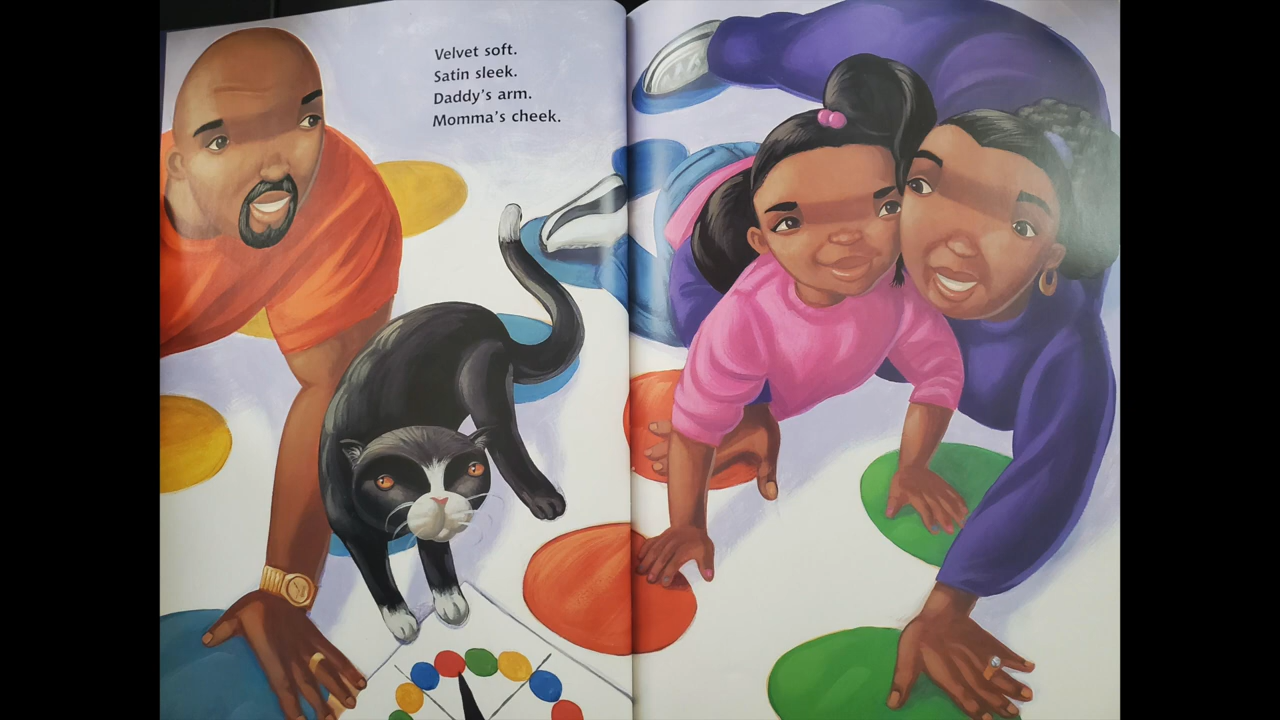 Velvet soft.
Satin sleek.
Daddy's arm.
Momma's cheek.